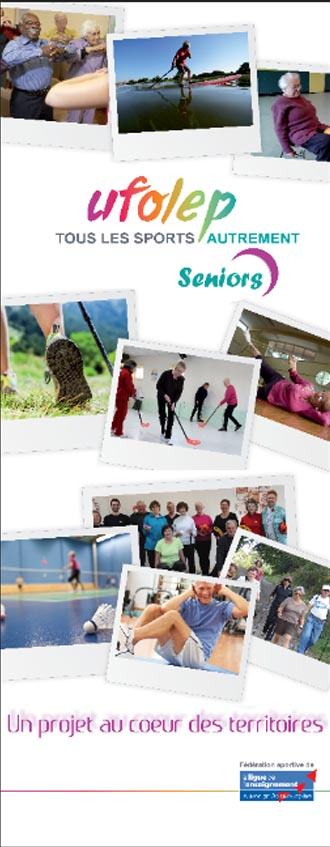 ufolep
TOUS LES SPORTS AUTREMENT
Seniors
Un projet au coeur des territoires
Fédération sportive de
la ligue de
l'enseignement